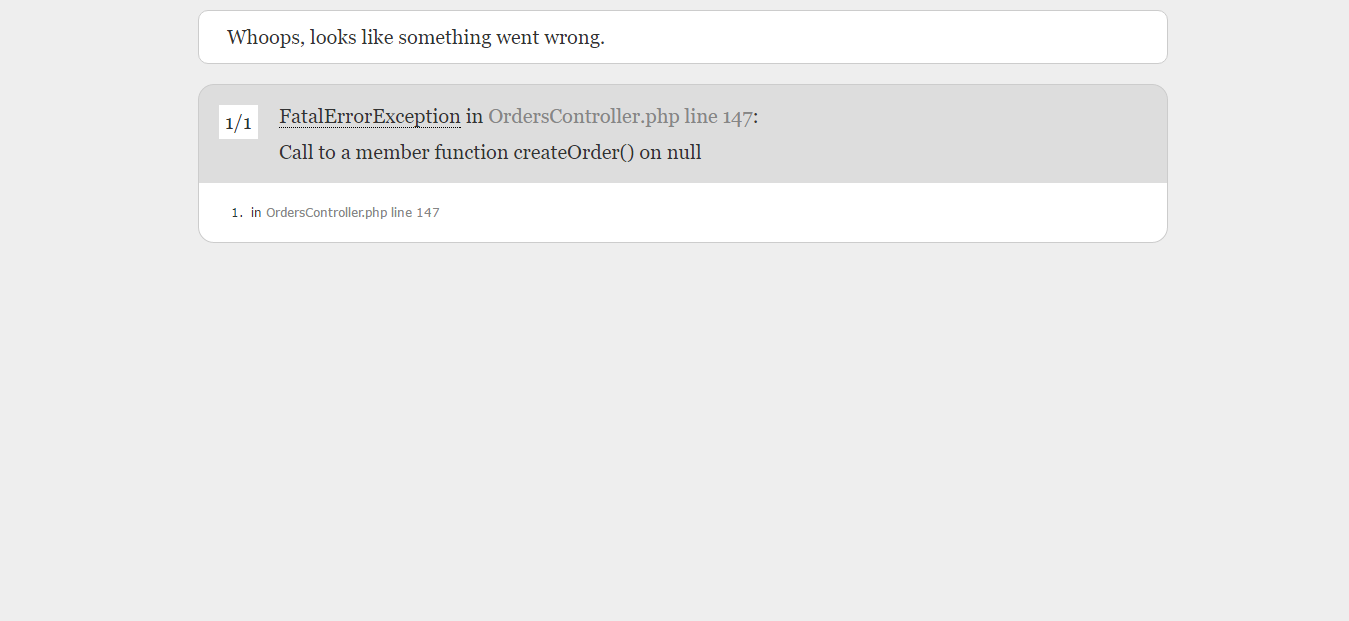 Whoops, looks like something went wrong.
1/1
FatalErrorException in OrdersController.php line 147:
Call to a member function createOrder() on null
1. in OrdersController.php line 147